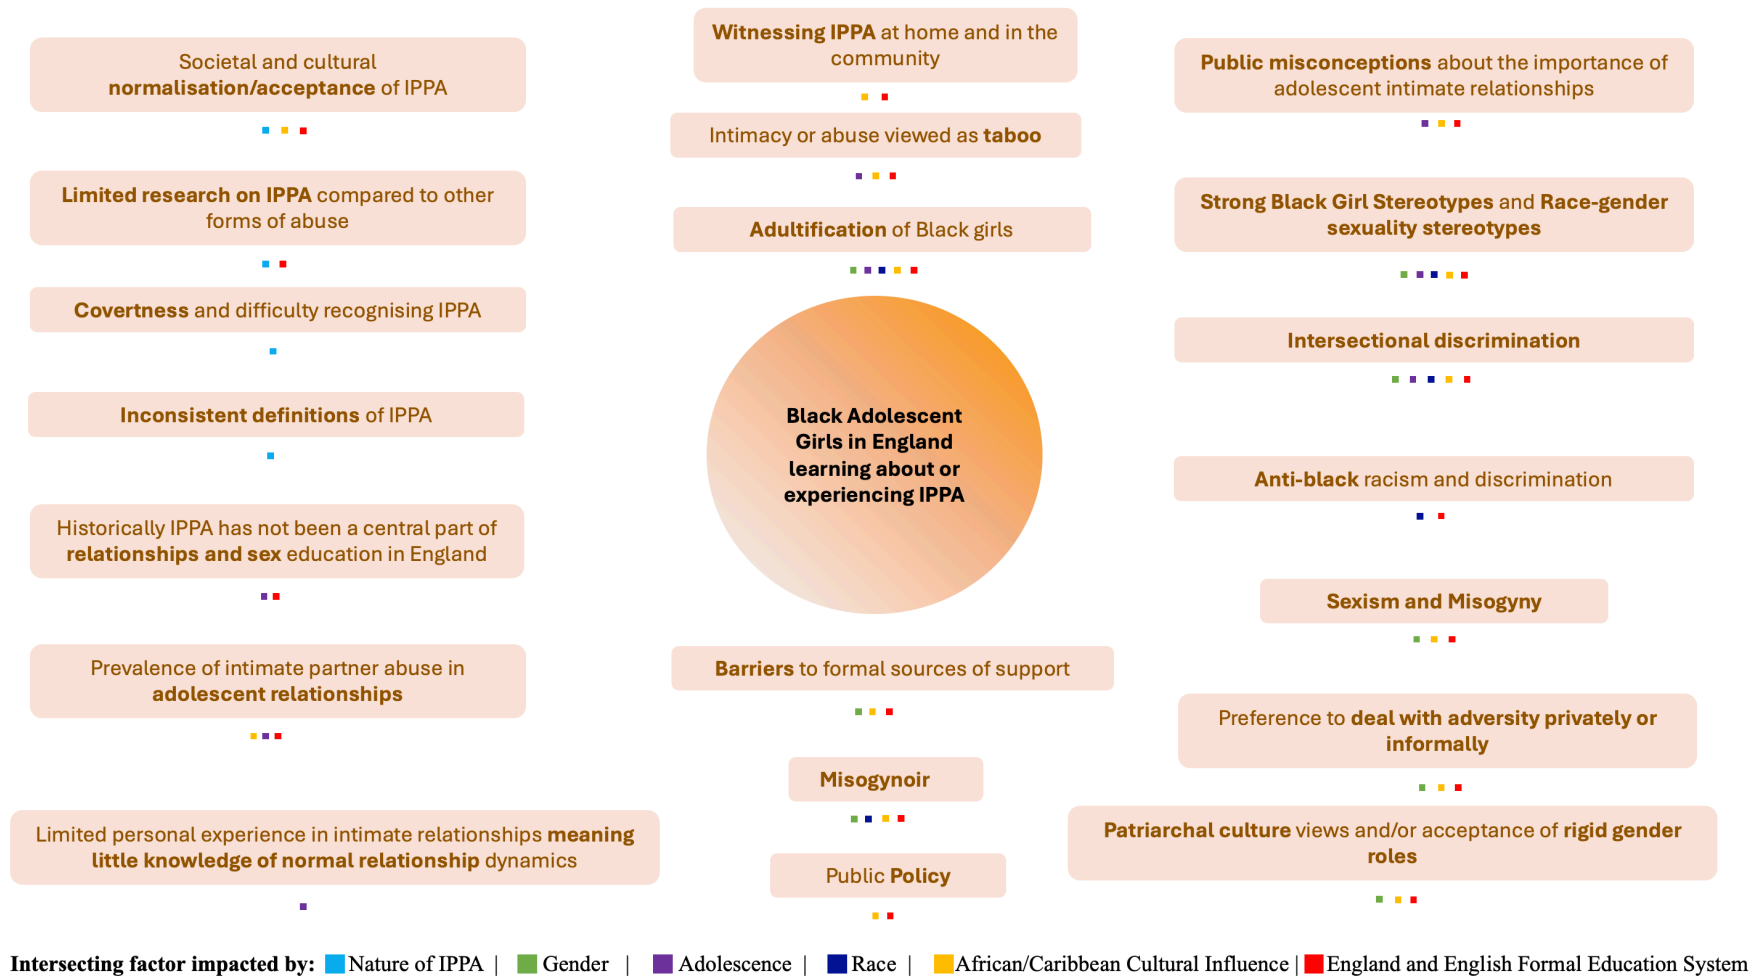 Societal and cultural
normalisation/acceptance of IPPA
Limited research on IPPA compared to other
forms of abuse
Covertness and difficulty recognising IPPA
Inconsistent definitions of IPPA
Historically IPPA has not been a central part of
relationships and sex education in England
Prevalence of intimate partner abuse in
adolescent relationships
Limited personal experience in intimate relationships meaning
little knowledge of normal relationship dynamics
Witnessing IPPA at home and in the
community
Intimacy or abuse viewed as taboo
Adultification of Black girls
Black Adolescent
Girls in England
learning about or
experiencing IPPA
Barriers to formal sources of support
Misogynoir
Public Policy
Public misconceptions about the importance of
adolescent intimate relationships
Strong Black Girl Stereotypes and Race-gender
sexuality stereotypes
Intersectional discrimination
Anti-black racism and discrimination
Sexism and Misogyny
Preference to deal with adversity privately or
informally
Patriarchal culture views and/or acceptance of rigid gender
roles
Intersecting factor impacted by: Nature of IPPA | Gender | Adolescence | Race | African/Caribbean Cultural Influence | England and English Formal Education System